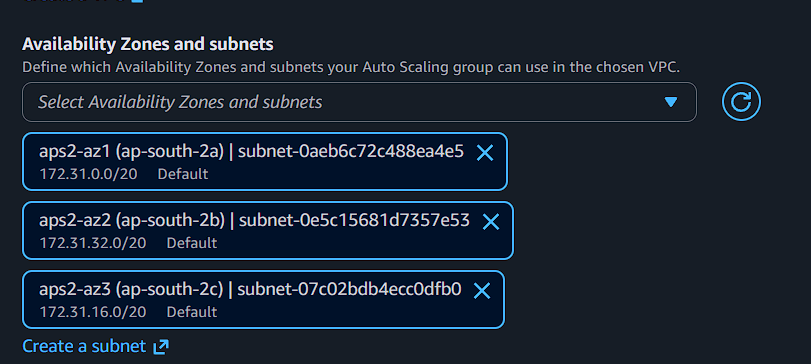 Availability Zones and subnets
Define which Availability Zones and subnets your Auto Scaling group can use in the chosen VPC.
Select Availability Zones and subnets
aps2-az1 (ap-south-2a) | subnet-0aeb6c72c488ea4e5
172.31.0.0/20 Default
aps2-az2 (ap-south-2b) | subnet-0e5c15681d7357e53
172.31.32.0/20 Default
aps2-az3 (ap-south-2c) | subnet-07c02bdb4ecc0dfb0
172.31.16.0/20 Default
Create a subnet